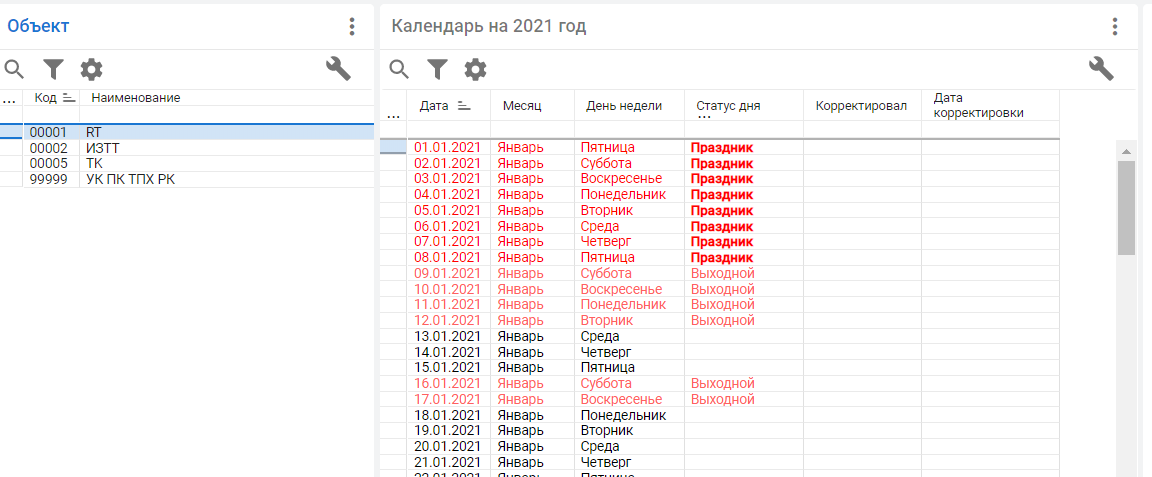 Объект
... Код Наименование
00001 RT
00002 ИЗТТ
00005 ТК
99999 УК ПК ТПХ РК
Календарь на 2021 год
... Дата Месяц День недели Статус дня ... Корректировал Дата корректировки
01.01.2021 Январь Пятница Праздник
02.01.2021 Январь Суббота Праздник
03.01.2021 Январь Воскресенье Праздник
04.01.2021 Январь Понедельник Праздник
05.01.2021 Январь Вторник Праздник
06.01.2021 Январь Среда Праздник
07.01.2021 Январь Четверг Праздник
08.01.2021 Январь Пятница Праздник
09.01.2021 Январь Суббота Выходной
10.01.2021 Январь Воскресенье Выходной
11.01.2021 Январь Понедельник Выходной
12.01.2021 Январь Вторник Выходной
13.01.2021 Январь Среда
14.01.2021 Январь Четверг
15.01.2021 Январь Пятница
16.01.2021 Январь Суббота Выходной
17.01.2021 Январь Воскресенье Выходной
18.01.2021 Январь Понедельник
19.01.2021 Январь Вторник
20.01.2021 Январь Среда
21.01.2021 Январь Четверг